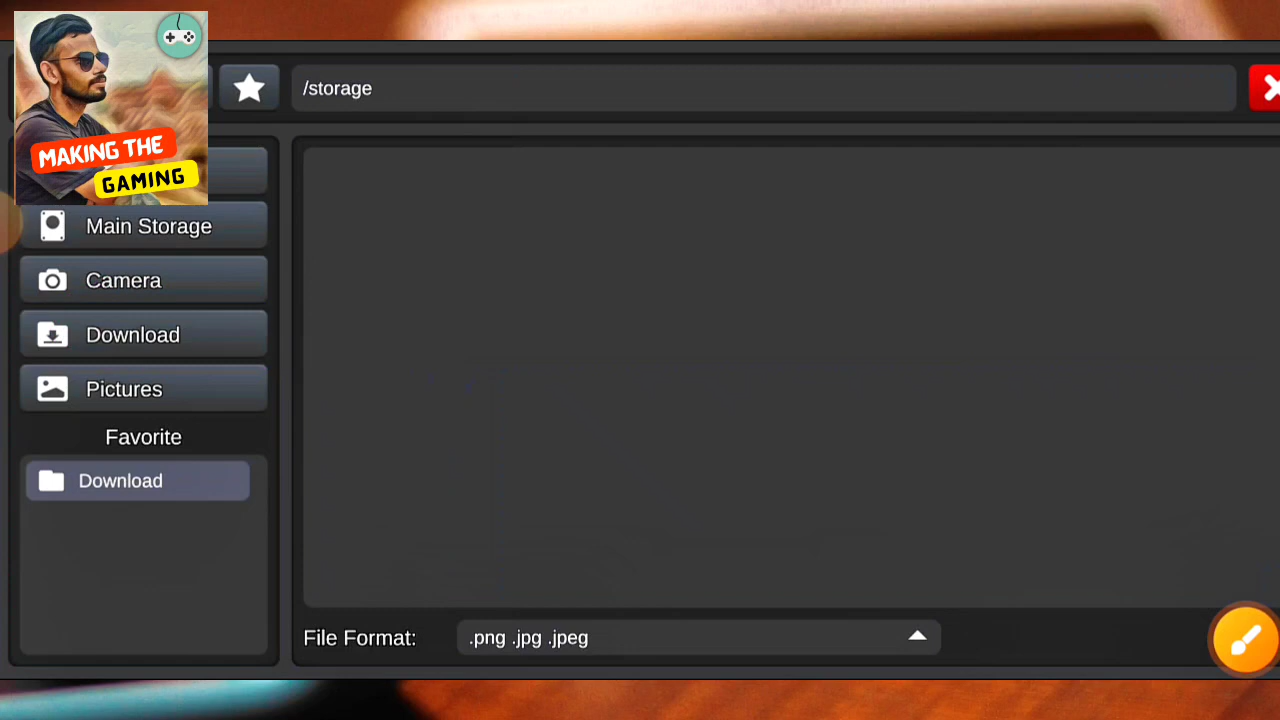 /storage
MAKING THE
GAMING
Main Storage
Camera
Download
Pictures
Favorite
Download
File Format:
.png .jpg .jpeg